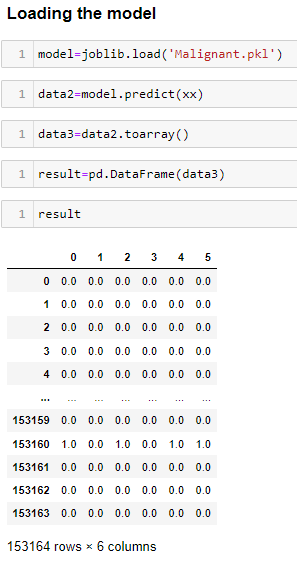 Loading the model
1 model=joblib.load('Malignant.pkl')
1 data2=model.predict(xx)
1 data3=data2.toarray()
1 result=pd.DataFrame(data3)
1 result
0 1 2 3 4 5
0 0.0 0.0 0.0 0.0 0.0 0.0
1 0.0 0.0 0.0 0.0 0.0 0.0
2 0.0 0.0 0.0 0.0 0.0 0.0
3 0.0 0.0 0.0 0.0 0.0 0.0
4 0.0 0.0 0.0 0.0 0.0 0.0
... ... ... ... ... ... ...
153159 0.0 0.0 0.0 0.0 0.0 0.0
153160 1.0 0.0 1.0 0.0 1.0 1.0
153161 0.0 0.0 0.0 0.0 0.0 0.0
153162 0.0 0.0 0.0 0.0 0.0 0.0
153163 0.0 0.0 0.0 0.0 0.0 0.0
153164 rows × 6 columns